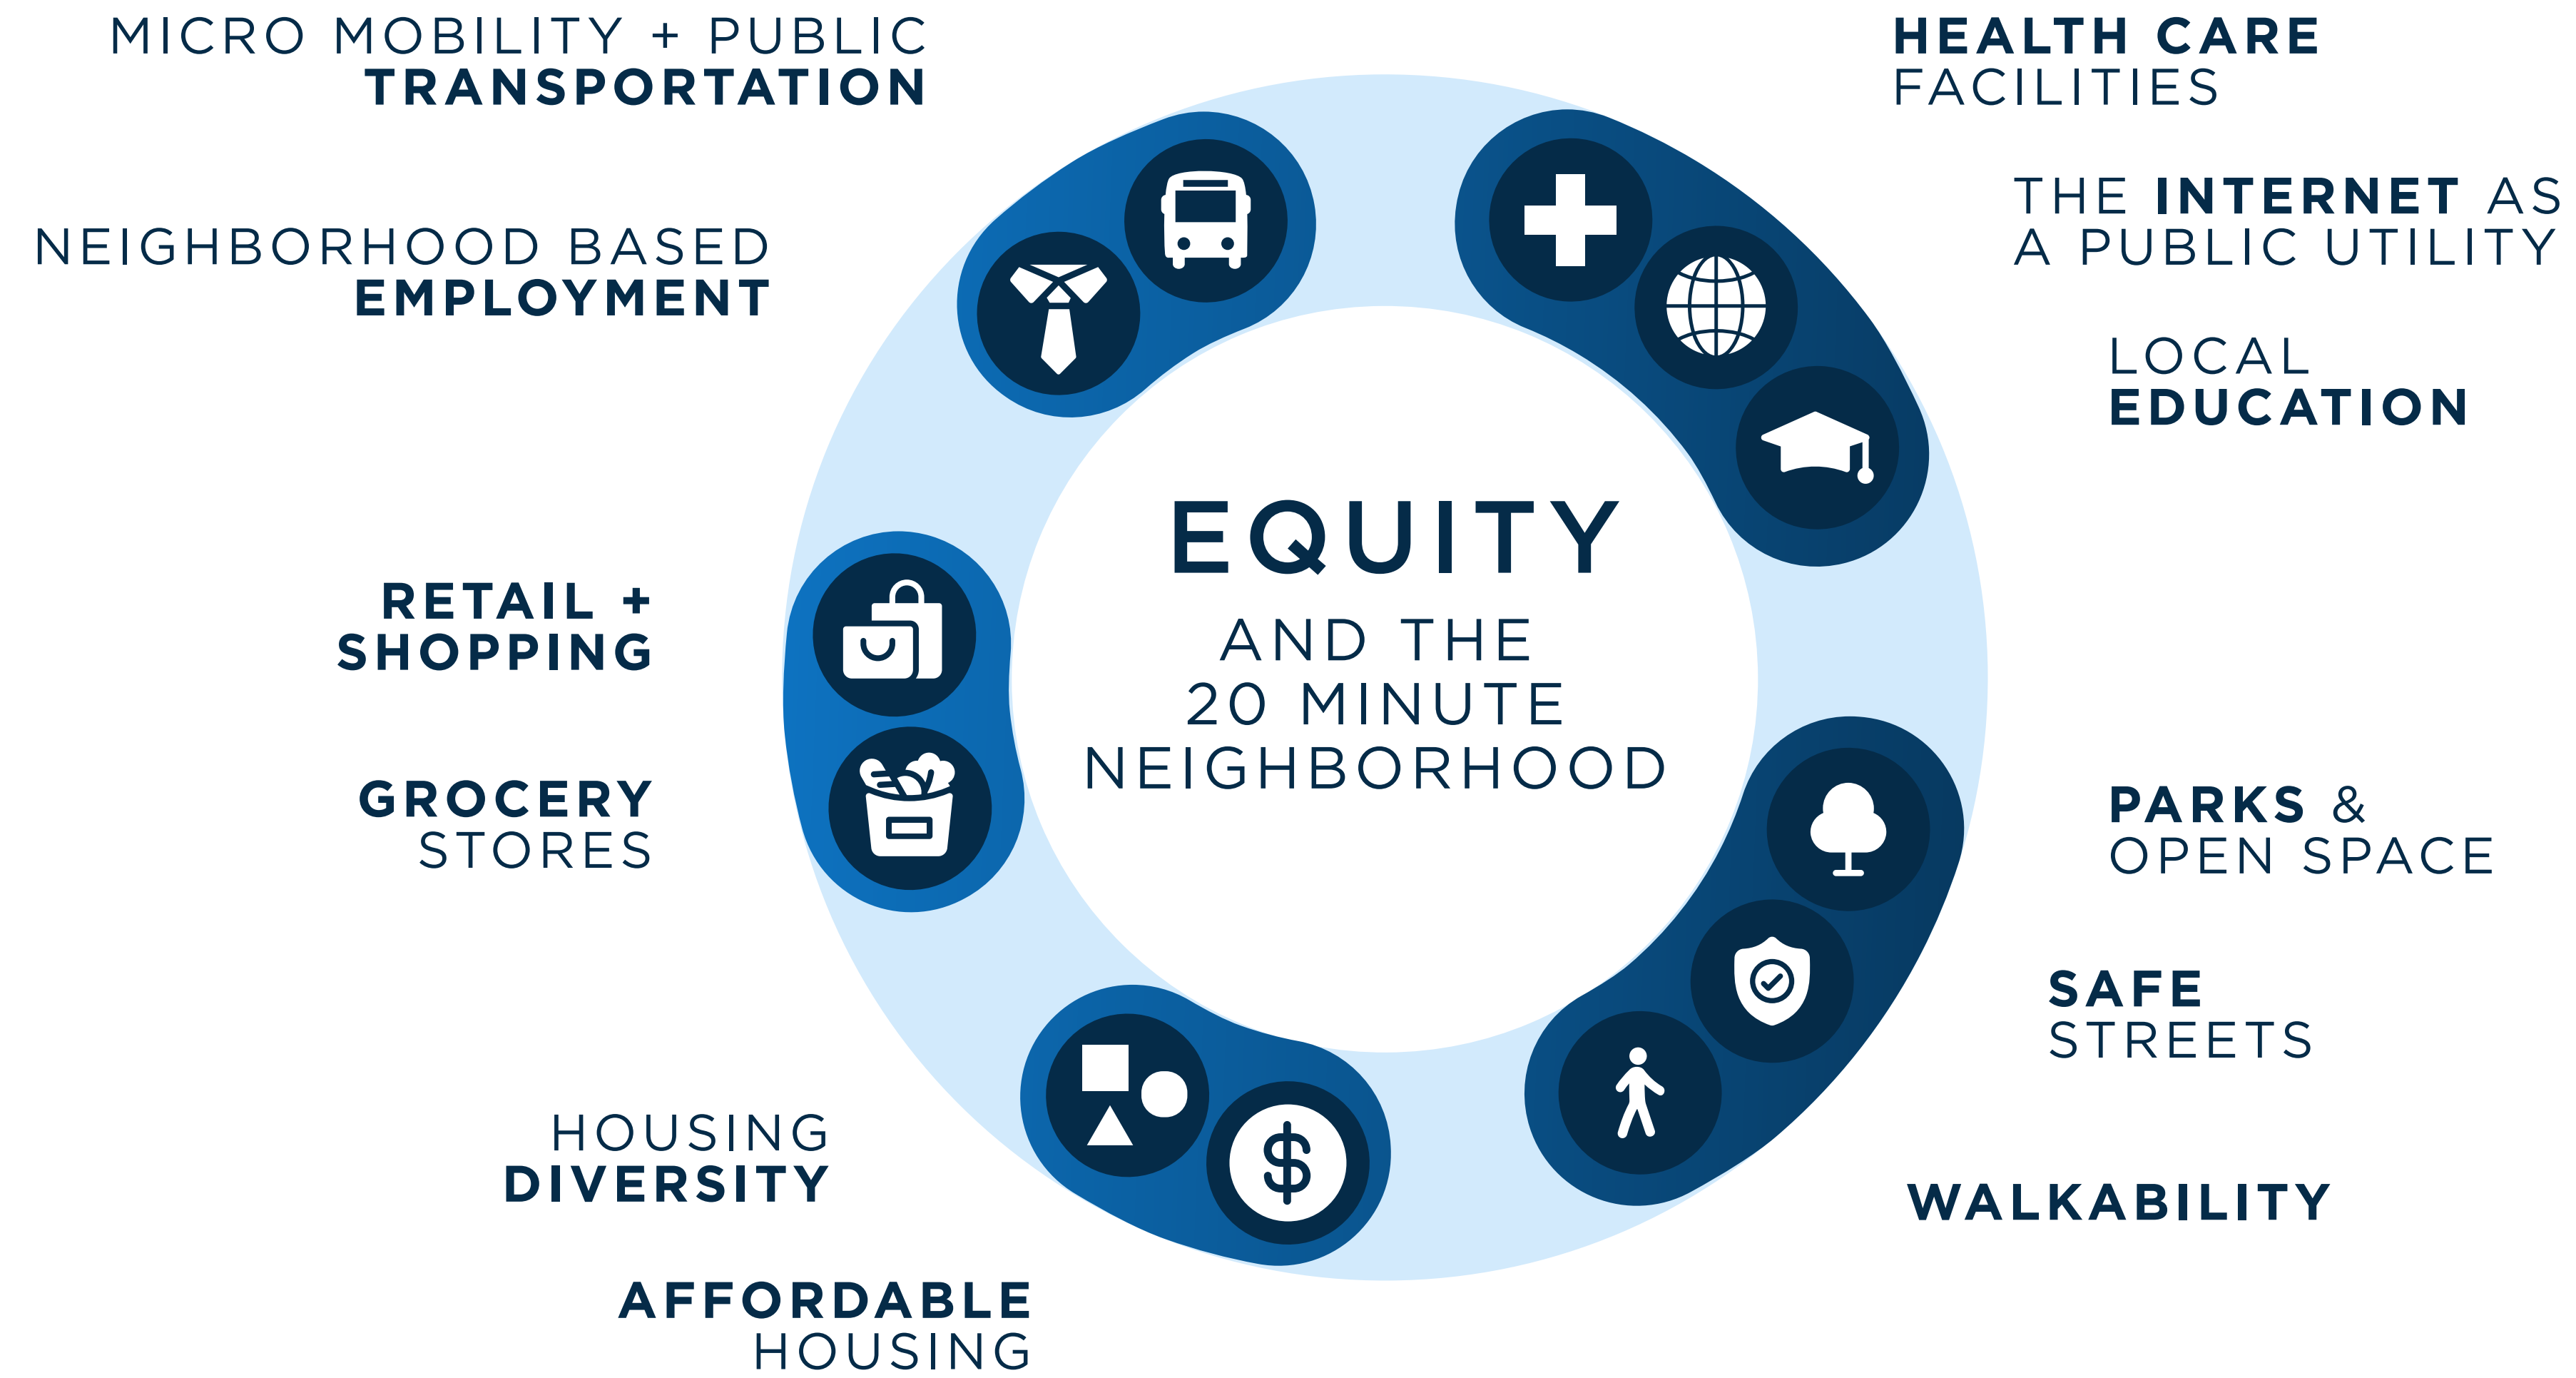 MICRO MOBILITY + PUBLIC
TRANSPORTATION
NEIGHBORHOOD BASED
EMPLOYMENT
RETAIL +
SHOPPING
GROCERY
STORES
HOUSING
DIVERSITY
AFFORDABLE
HOUSING
EQUITY
AND THE
20 MINUTE
NEIGHBORHOOD
$
HEALTH CARE
FACILITIES
THE INTERNET AS
A PUBLIC UTILITY
LOCAL
EDUCATION
PARKS &
OPEN SPACE
SAFE
STREETS
WALKABILITY